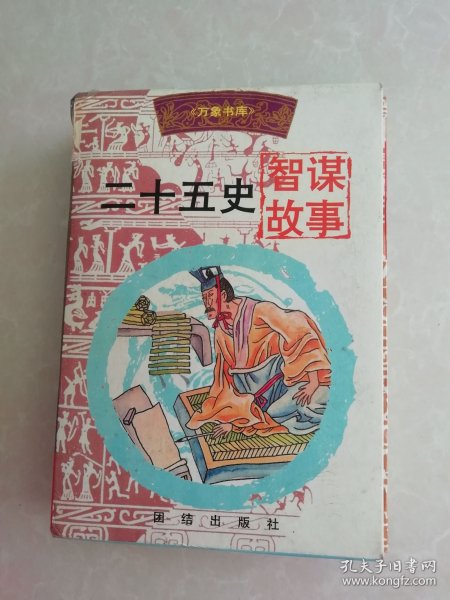 《万象书库》
二十五史
智谋
故事
团结出版社
孔夫子旧书网
www.kongfz.com